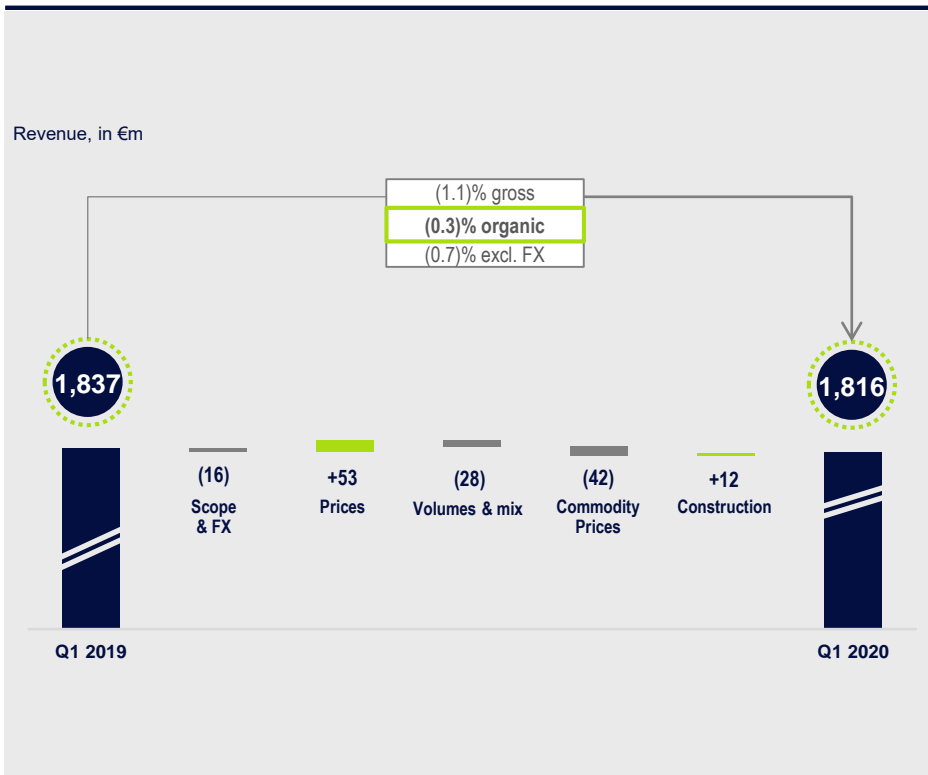 Revenue, in €m
(1.1)% gross
(0.3)% organic
(0.7)% excl. FX
1,837
1,816
(16)
Scope
& FX
+53
Prices
(28)
Volumes & mix
(42)
Commodity
Prices
+12
Construction
Q1 2019
Q1 2020